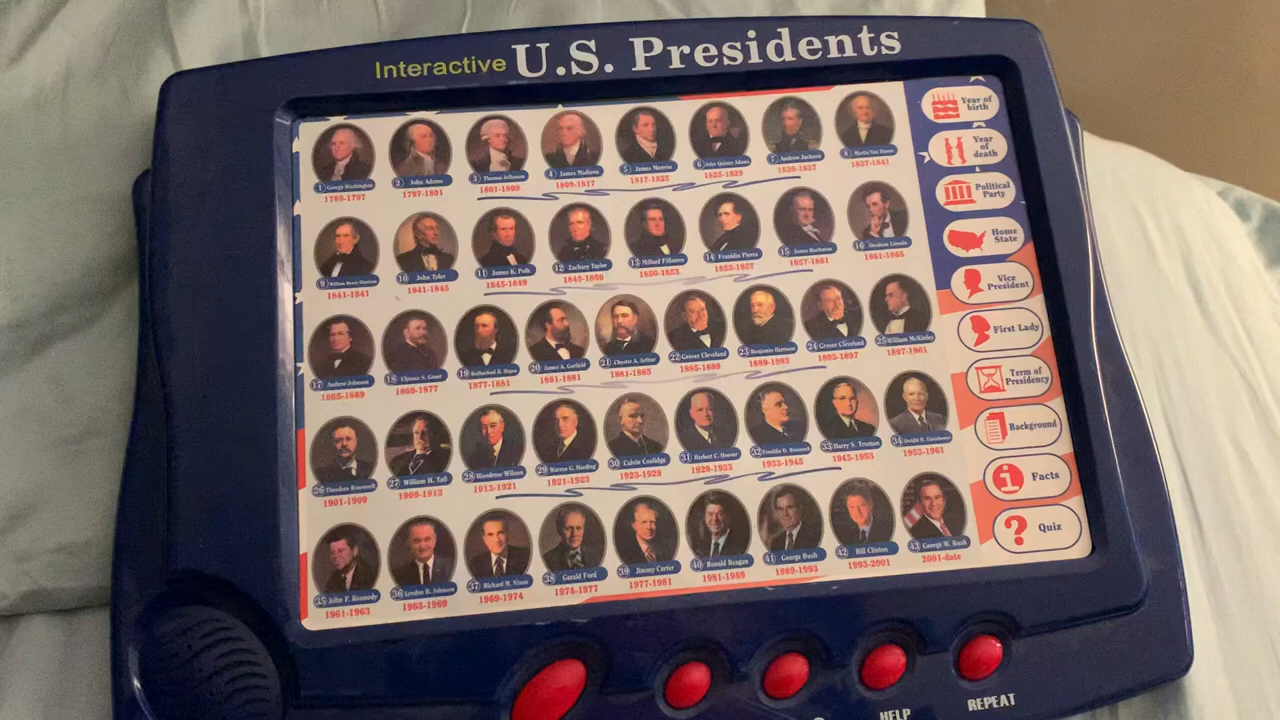 Interactive U.S. Presidents
1 George Washington
1789-1797
2 John Adams
1797-1801
3 Thomas Jefferson
1801-1809
4 James Madison
1809-1817
5 James Monroe
1817-1825
6 John Quincy Adams
1825-1829
7 Andrew Jackson
1829-1837
8 Martin Van Buren
1837-1841
9 William Henry Harrison
1841-1841
10 John Tyler
1841-1845
11 James K. Polk
1845-1849
12 Zachary Taylor
1849-1850
13 Millard Fillmore
1850-1853
14 Franklin Pierce
1853-1857
15 James Buchanan
1857-1861
16 Abraham Lincoln
1861-1865
17 Andrew Johnson
1865-1869
18 Ulysses S. Grant
1869-1877
19 Rutherford B. Hayes
1877-1881
20 James A. Garfield
1881-1881
21 Chester A. Arthur
1881-1885
22 Grover Cleveland
1885-1889
23 Benjamin Harrison
1889-1893
24 Grover Cleveland
1893-1897
25 William McKinley
1897-1901
26 Theodore Roosevelt
1901-1909
27 William H. Taft
1909-1913
28 Woodrow Wilson
1913-1921
29 Warren G. Harding
1921-1923
30 Calvin Coolidge
1923-1929
31 Herbert C. Hoover
1929-1933
32 Franklin D. Roosevelt
1933-1945
33 Harry S. Truman
1945-1953
34 Dwight D. Eisenhower
1953-1961
35 John F. Kennedy
1961-1963
36 Lyndon B. Johnson
1963-1969
37 Richard M. Nixon
1969-1974
38 Gerald Ford
1974-1977
39 Jimmy Carter
1977-1981
40 Ronald Reagan
1981-1989
41 George Bush
1989-1993
42 Bill Clinton
1993-2001
43 George W. Bush
2001-date
Year of
birth
Year
of
death
Political
Party
Home
State
Vice
President
First Lady
Term of
Presidency
Background
Facts
Quiz
HELP
REPEAT